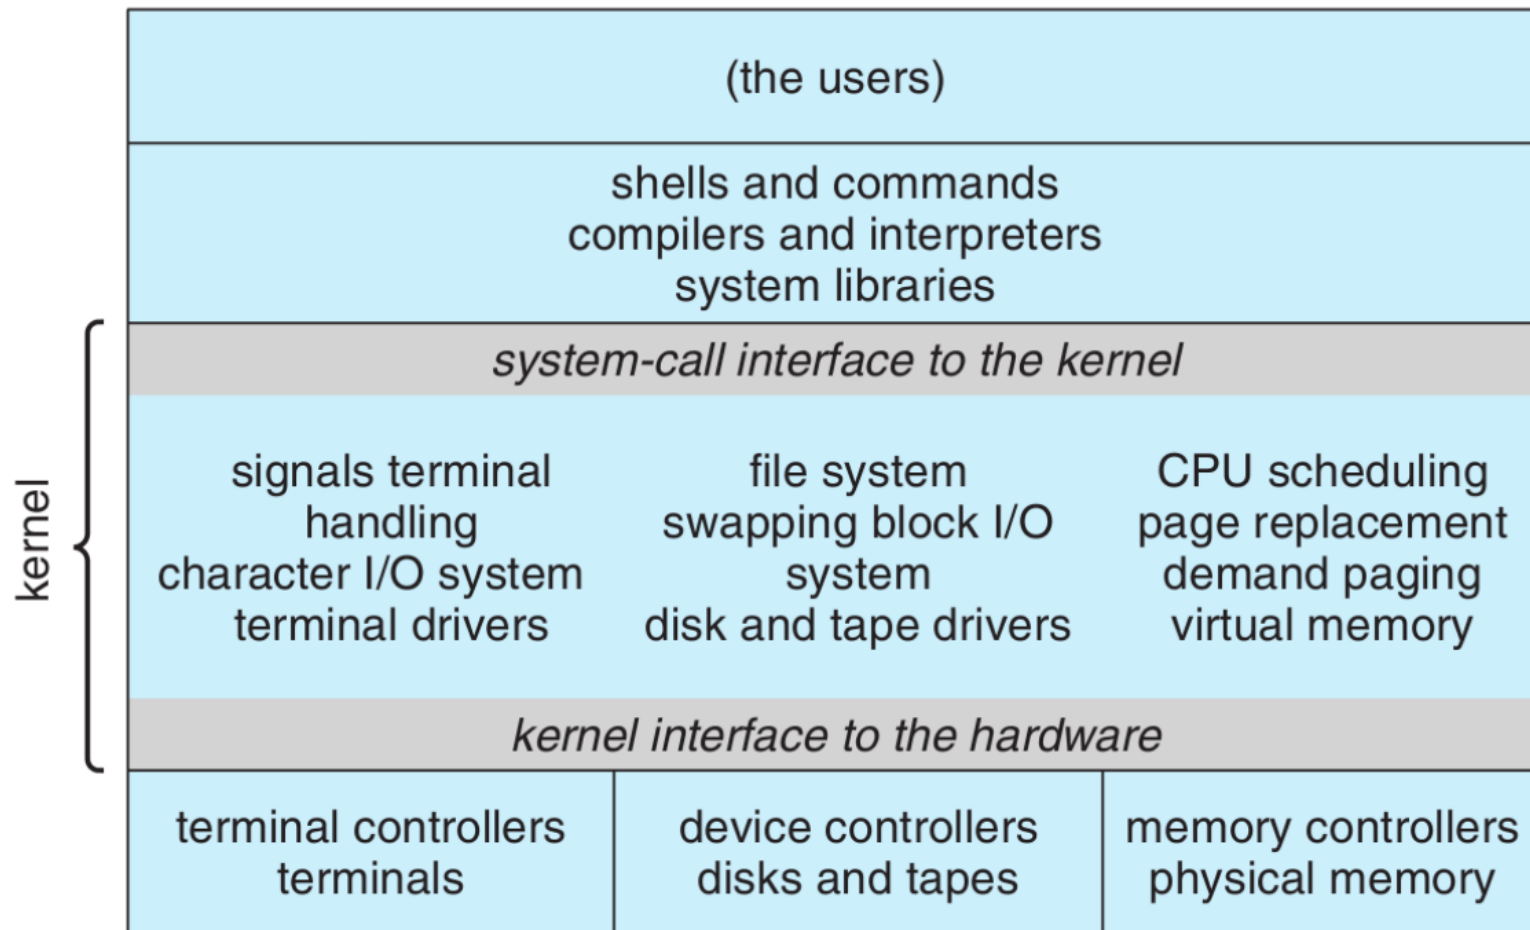 (the users)
shells and commands
compilers and interpreters
system libraries
system-call interface to the kernel
kernel
signals terminal
handling
character I/O system
terminal drivers
file system
swapping block I/O
system
disk and tape drivers
CPU scheduling
page replacement
demand paging
virtual memory
kernel interface to the hardware
terminal controllers
terminals
device controllers
disks and tapes
memory controllers
physical memory